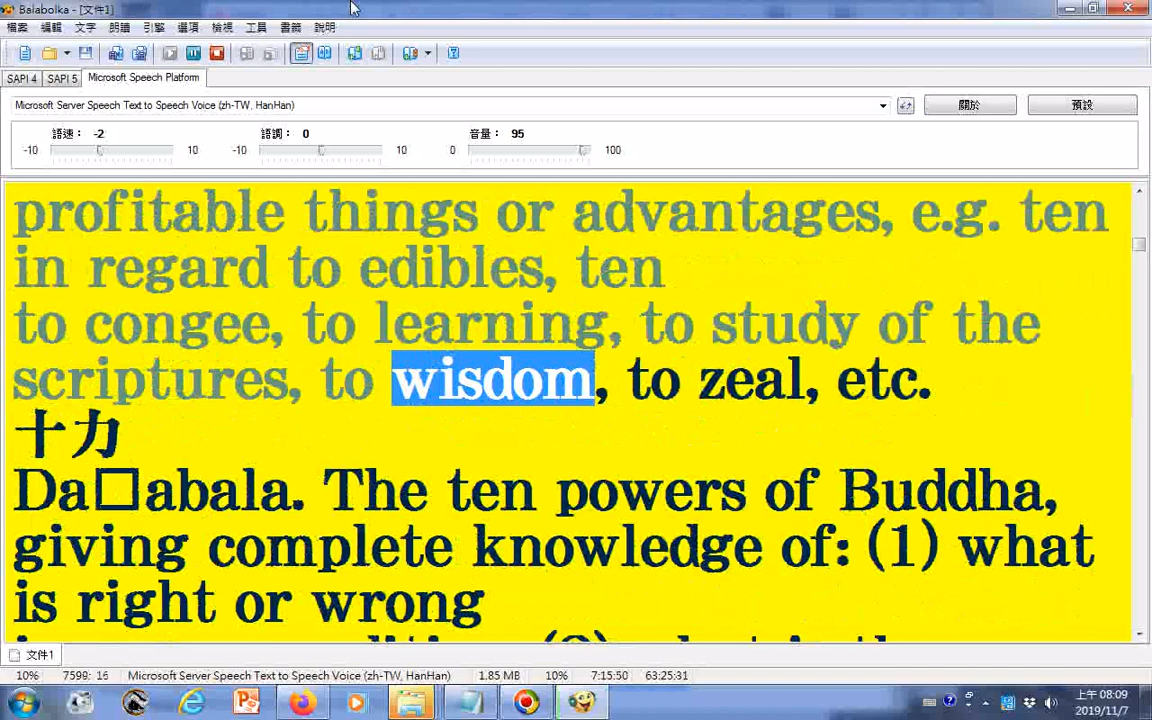 Balabolka - [文件1]
檔案 編輯 文字 朗讀 引擎 選項 檢視 工具 書籤 說明
SAPI 4 SAPI 5 Microsoft Speech Platform
Microsoft Server Speech Text to Speech Voice (zh-TW, HanHan) 關於 預設
語速： -2 語調： 0 音量： 95
-10 10 -10 10 0 100
profitable things or advantages, e.g. ten
in regard to edibles, ten
to congee, to learning, to study of the
scriptures, to wisdom, to zeal, etc.
十力
Da□abala. The ten powers of Buddha,
giving complete knowledge of: (1) what
is right or wrong
文件1
10% 7599: 16 Microsoft Server Speech Text to Speech Voice (zh-TW, HanHan) 1.85 MB 10% 7:15:50 63:25:31
上午 08:09
2019/11/7